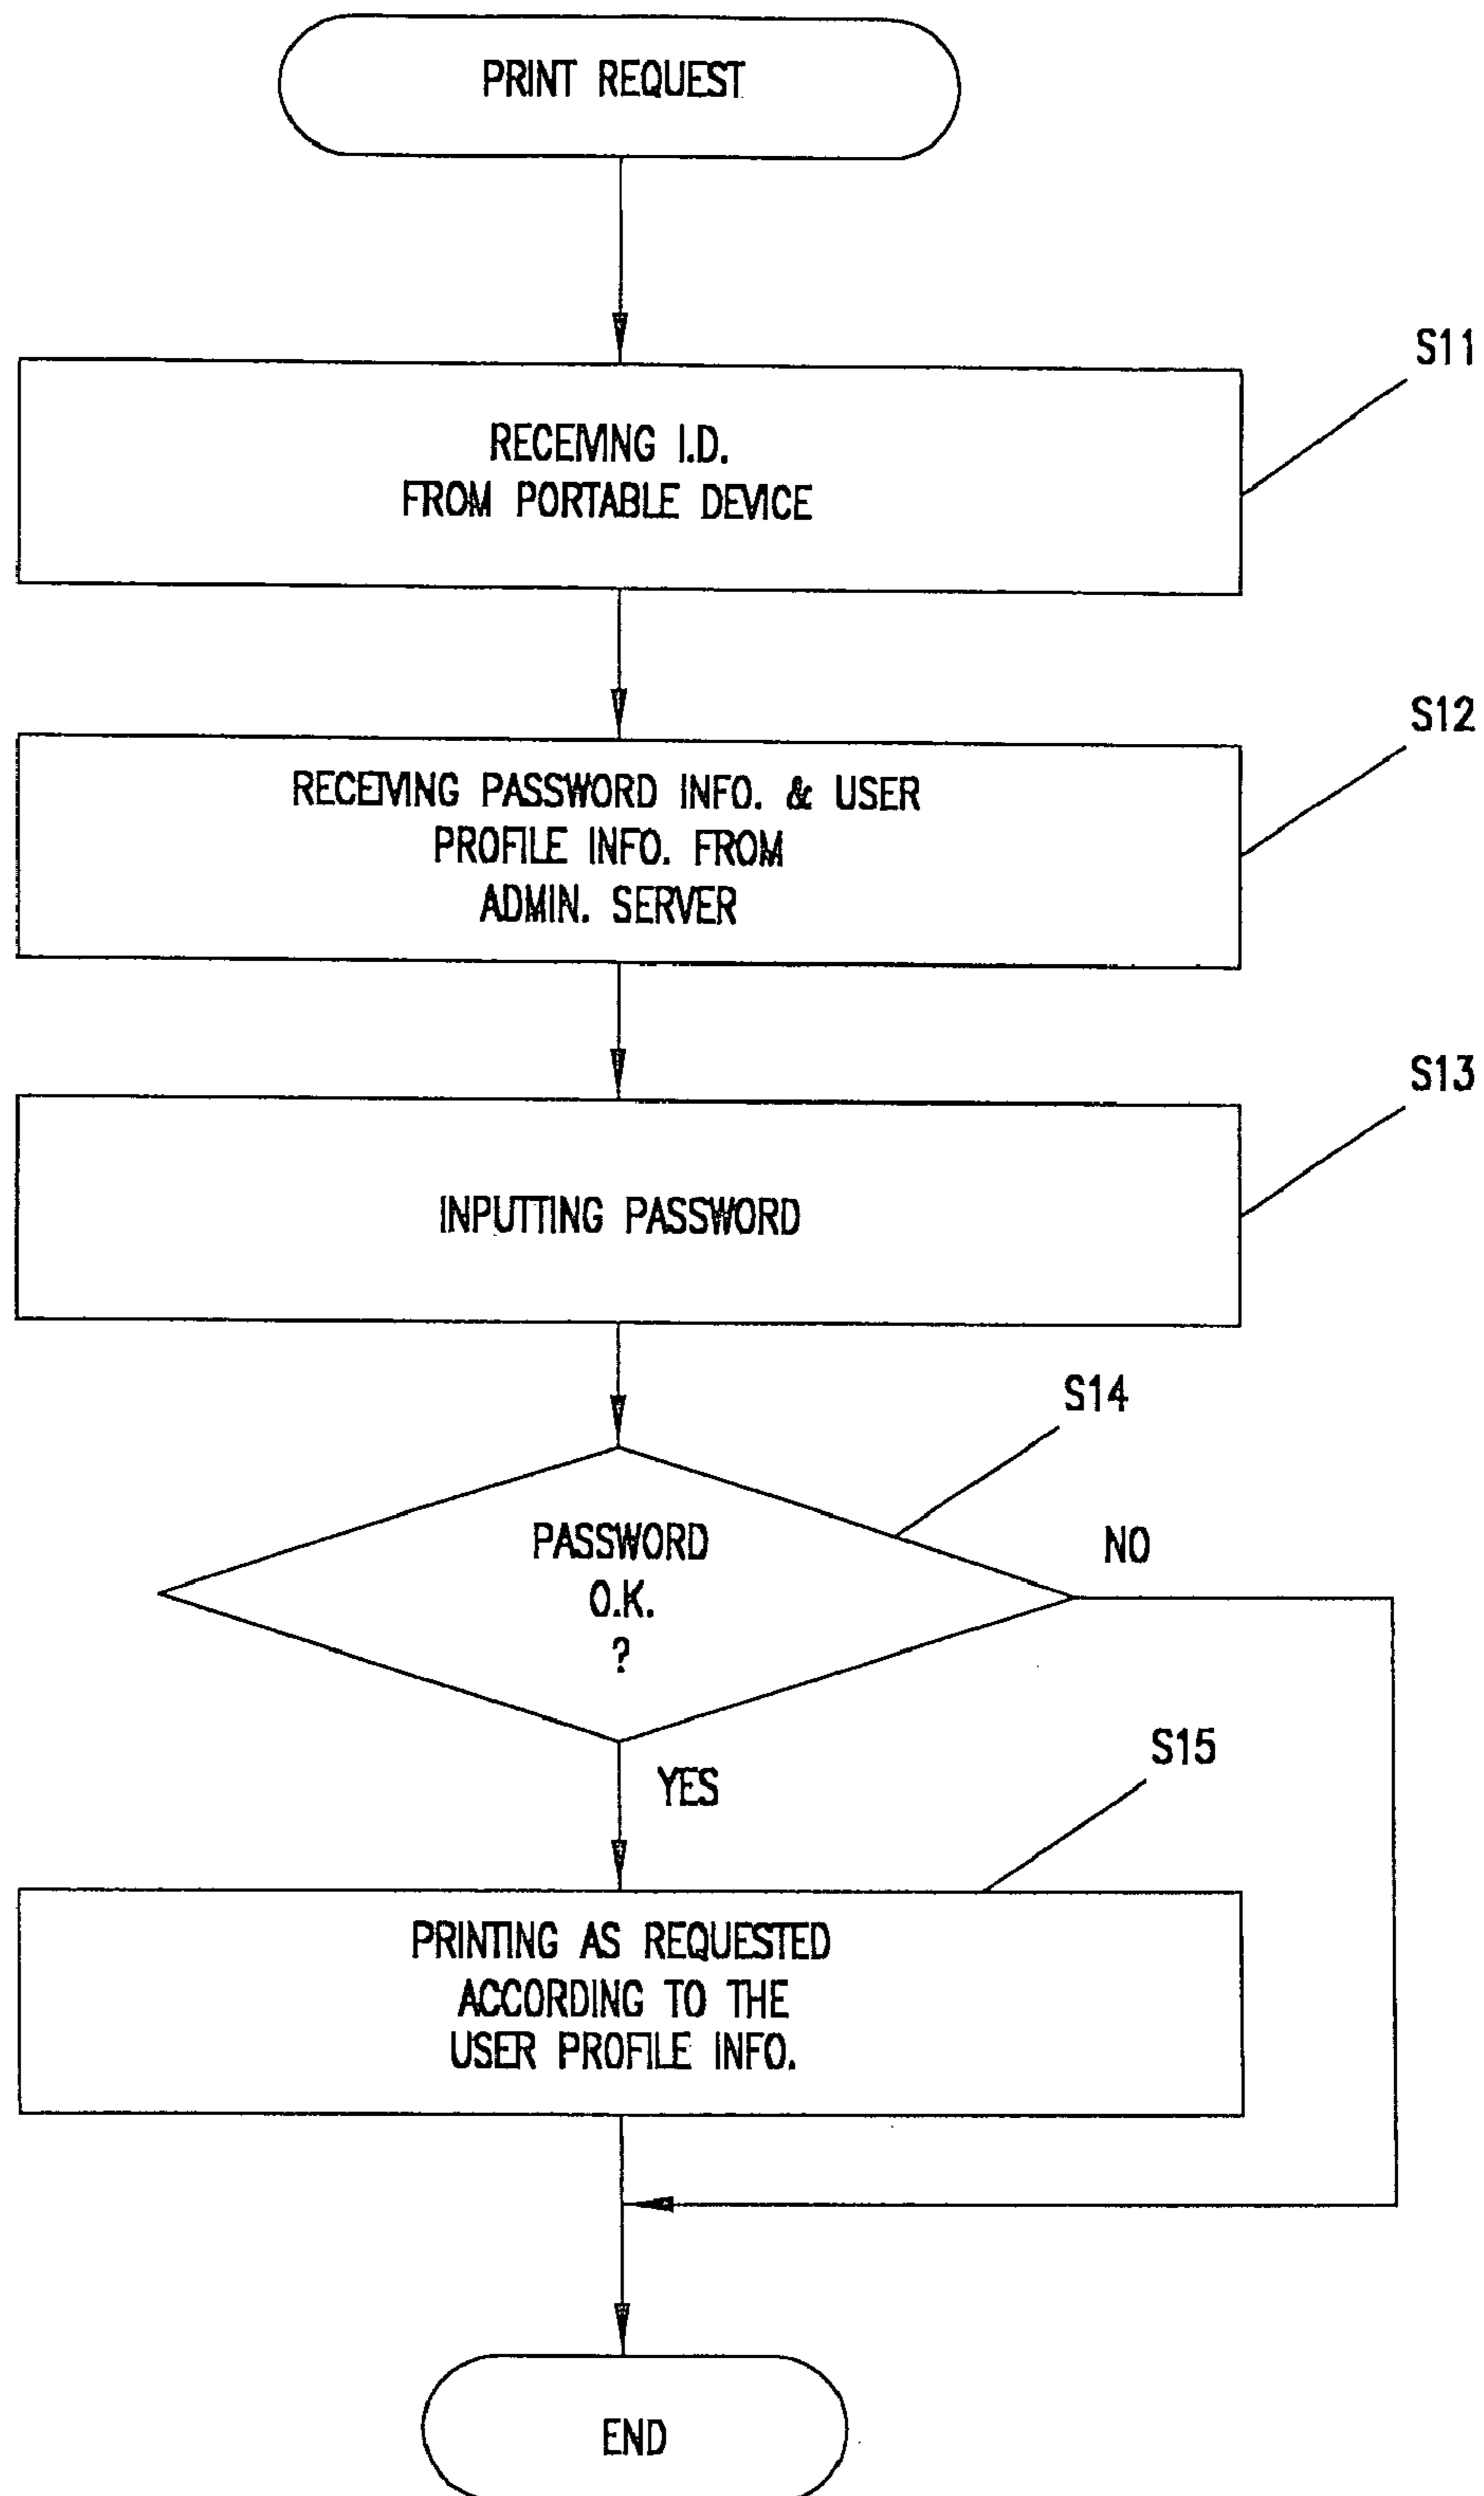 PRINT REQUEST
S11
RECEIVING I.D.
FROM PORTABLE DEVICE
S12
RECEIVING PASSWORD INFO. & USER
PROFILE INFO. FROM
ADMIN. SERVER
S13
INPUTTING PASSWORD
S14
PASSWORD
O.K.
?
NO
YES
S15
PRINTING AS REQUESTED
ACCORDING TO THE
USER PROFILE INFO.
END